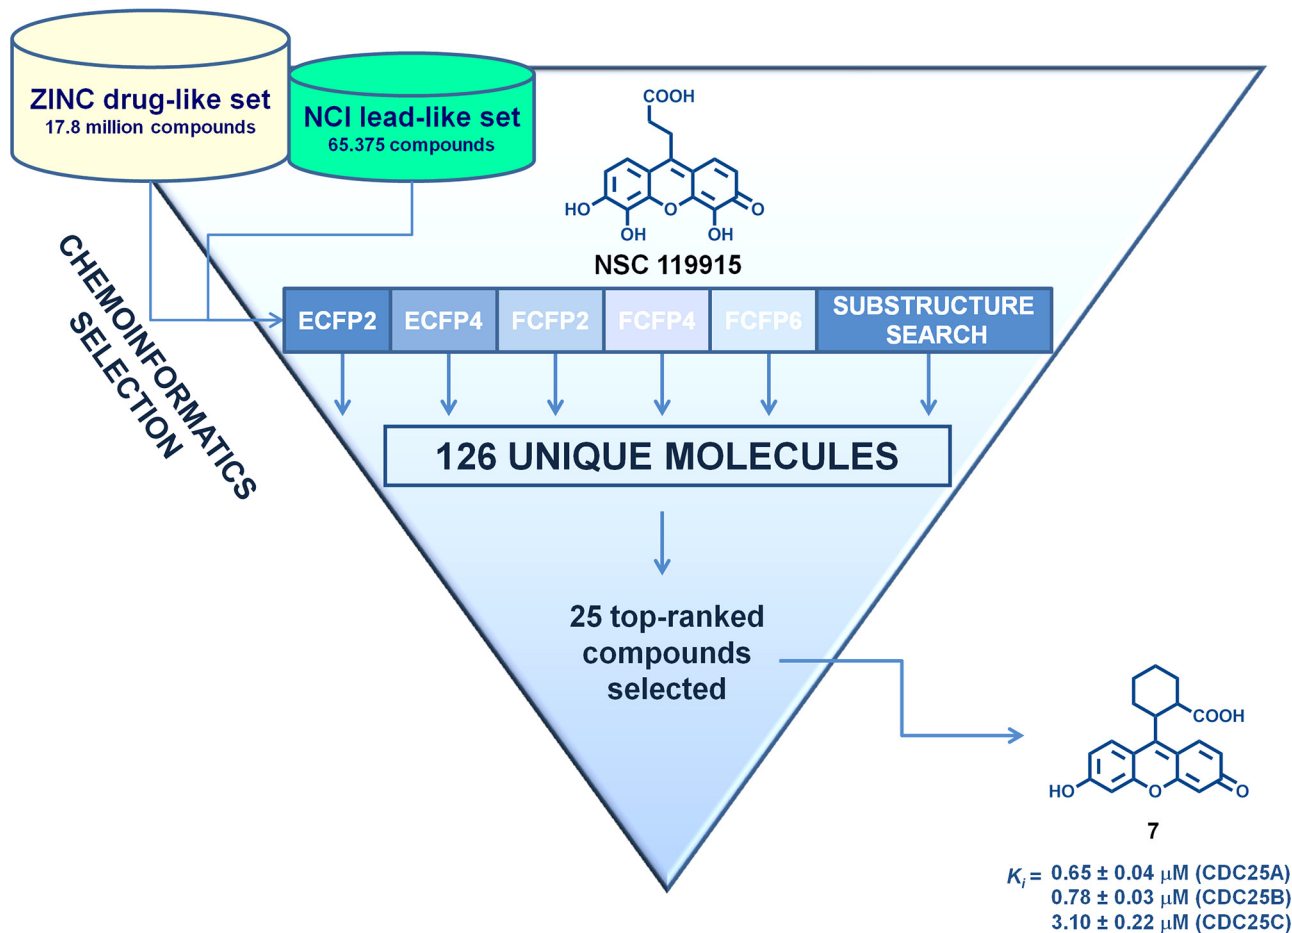 ZINC drug-like set
17.8 million compounds
NCI lead-like set
65.375 compounds
COOH
HO
O
O
OH
OH
NSC 119915
CHEMOINFORMATICS
SELECTION
ECFP2
ECFP4
FCFP2
FCFP4
FCFP6
SUBSTRUCTURE
SEARCH
126 UNIQUE MOLECULES
25 top-ranked
compounds
selected
COOH
HO
O
O
7
Ki = 0.65 ± 0.04 μM (CDC25A)
0.78 ± 0.03 μM (CDC25B)
3.10 ± 0.22 μM (CDC25C)